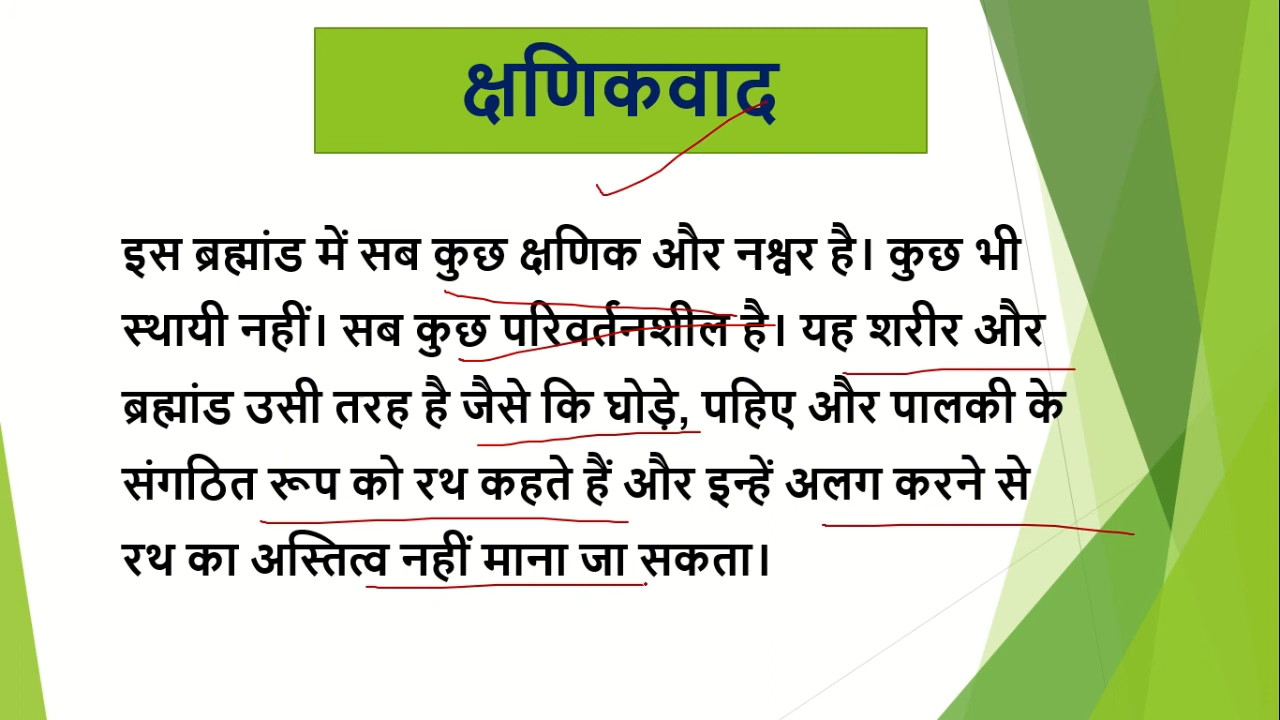 क्षणिकवाद
इस ब्रह्मांड में सब कुछ क्षणिक और नश्वर है। कुछ भी
स्थायी नहीं। सब कुछ परिवर्तनशील है। यह शरीर और
ब्रह्मांड उसी तरह है जैसे कि घोड़े, पहिए और पालकी के
संगठित रूप को रथ कहते हैं और इन्हें अलग करने से
रथ का अस्तित्व नहीं माना जा सकता।